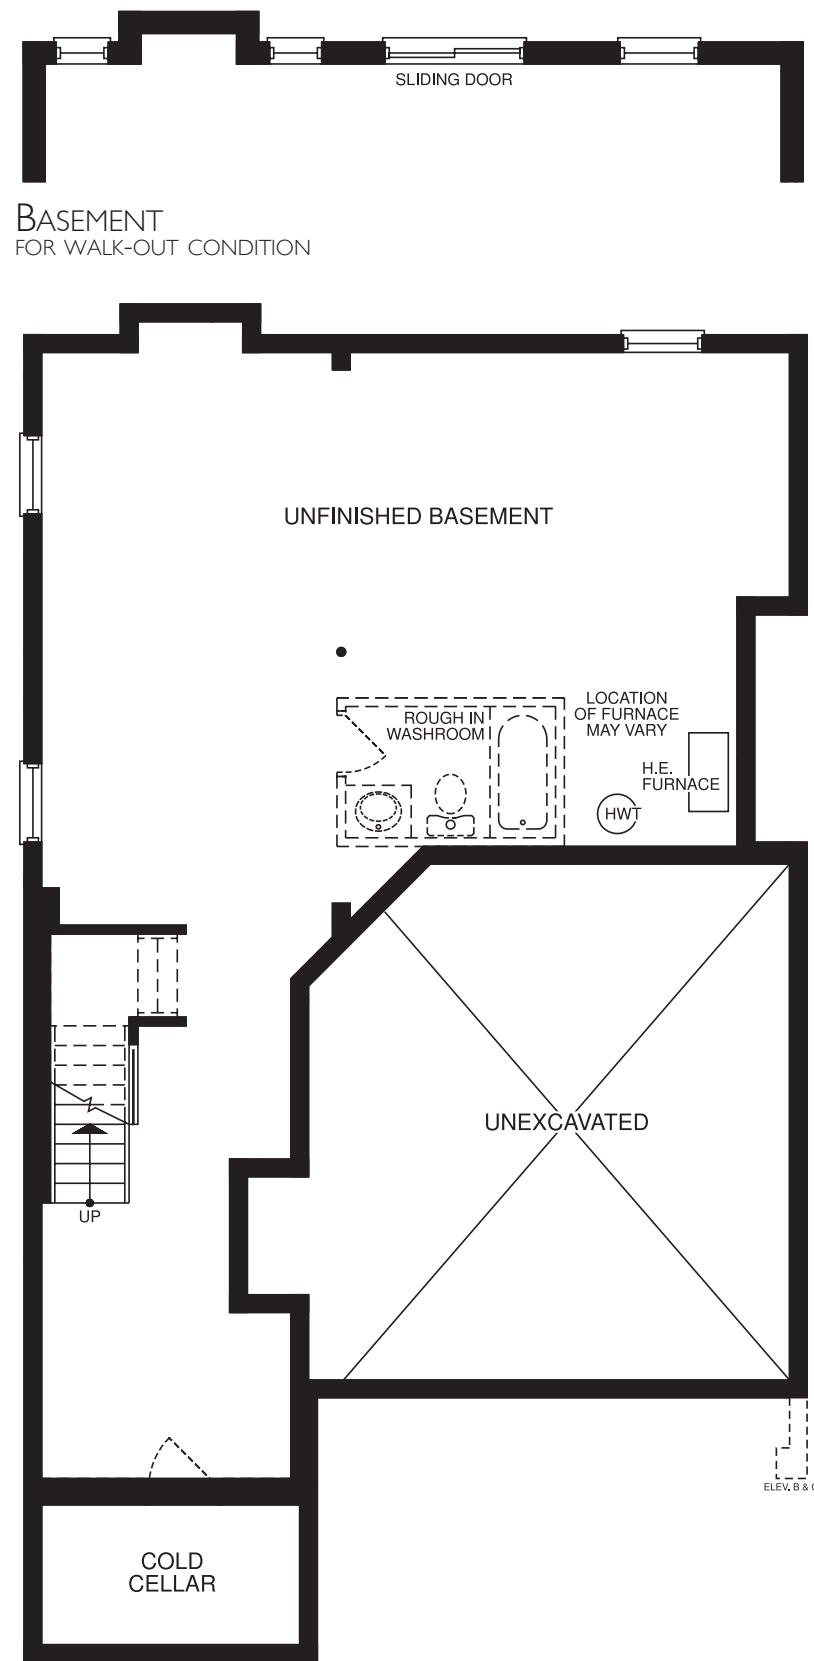 SLIDING DOOR
BASEMENT
FOR WALK-OUT CONDITION
UNFINISHED BASEMENT
LOCATION
OF FURNACE
MAY VARY
ROUGH IN
WASHROOM
H.E.
FURNACE
HWT
UNEXCAVATED
UP
ELEV. B & C
COLD
CELLAR